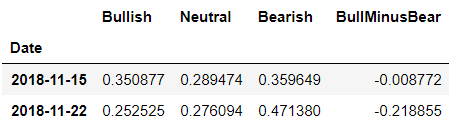 Bullish Neutral Bearish BullMinusBear
Date
2018-11-15 0.350877 0.289474 0.359649 -0.008772
2018-11-22 0.252525 0.276094 0.471380 -0.218855